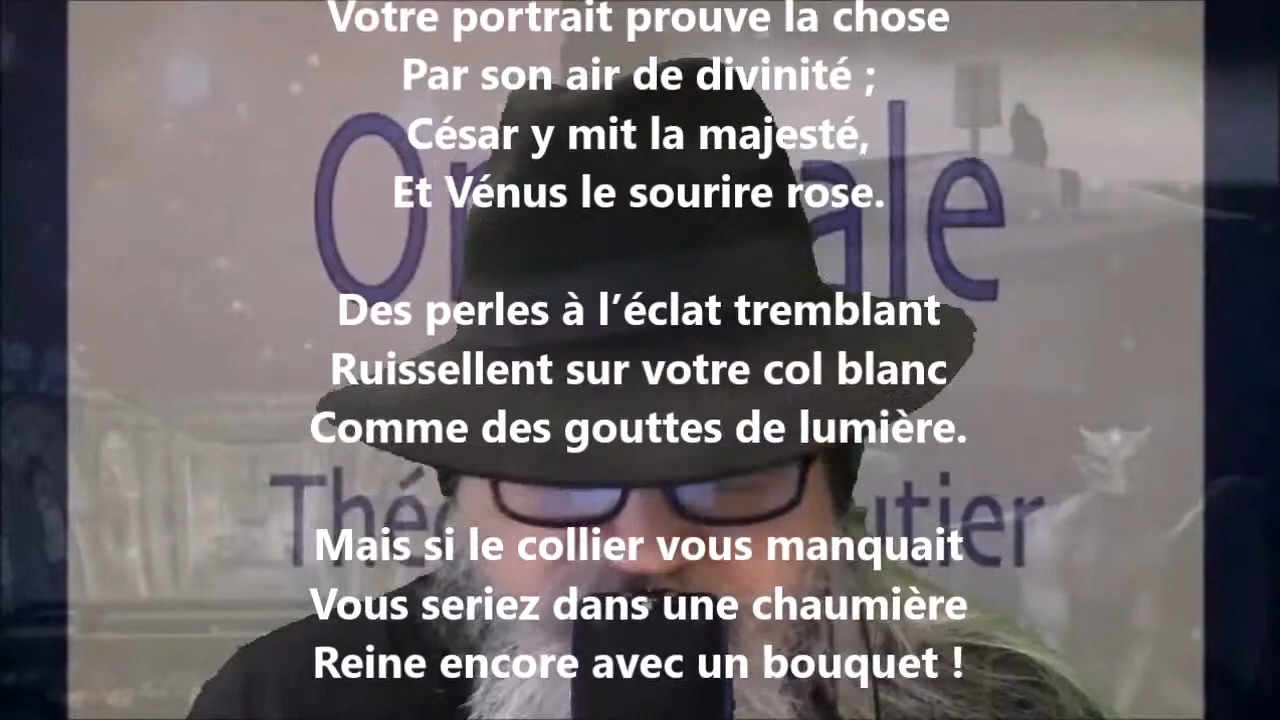 Votre portrait prouve la chose
Par son air de divinité ;
César y mit la majesté,
Et Vénus le sourire rose.
Des perles à l’éclat tremblant
Ruissellent sur votre col blanc
Comme des gouttes de lumière.
Mais si le collier vous manquait
Vous seriez dans une chaumière
Reine encore avec un bouquet !